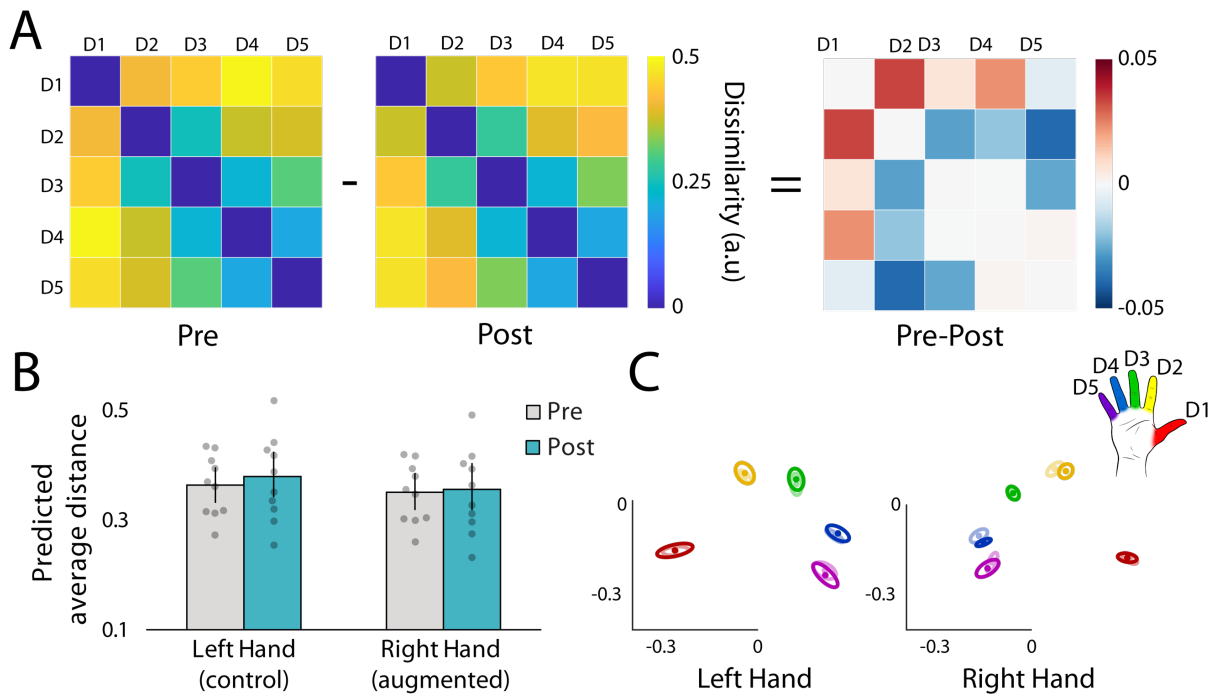 A
D1 D2 D3 D4 D5
D1 D2 D3 D4 D5
D1 D2 D3 D4 D5
D1
D2
D3
D4
D5
-
0.5
0.25
0
Dissimilarity (a.u)
=
0.05
0
-0.05
Pre
Post
Pre-Post
B
Predicted
average distance
0.5
0.3
0.1
Pre
Post
Left Hand
(control)
Right Hand
(augmented)
C
D5
D4
D3
D2
D1
0
-0.3
-0.3
0
Left Hand
0
-0.3
-0.3
0
Right Hand